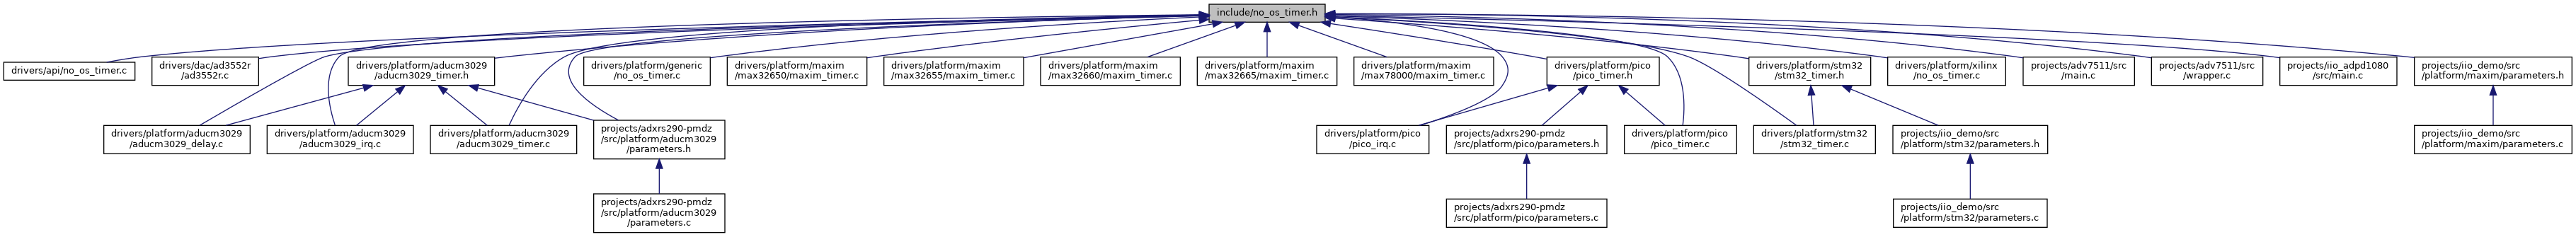 include/no_os_timer.h
drivers/api/no_os_timer.c
drivers/dac/ad3552r
/ad3552r.c
drivers/platform/aducm3029
/aducm3029_timer.h
drivers/platform/generic
/no_os_timer.c
drivers/platform/maxim
/max32650/maxim_timer.c
drivers/platform/maxim
/max32655/maxim_timer.c
drivers/platform/maxim
/max32660/maxim_timer.c
drivers/platform/maxim
/max32665/maxim_timer.c
drivers/platform/maxim
/max78000/maxim_timer.c
drivers/platform/pico
/pico_timer.h
drivers/platform/stm32
/stm32_timer.h
drivers/platform/xilinx
/no_os_timer.c
projects/adv7511/src
/main.c
projects/adv7511/src
/wrapper.c
projects/iio_adpd1080
/src/main.c
projects/iio_demo/src
/platform/maxim/parameters.h
drivers/platform/aducm3029
/aducm3029_delay.c
drivers/platform/aducm3029
/aducm3029_irq.c
drivers/platform/aducm3029
/aducm3029_timer.c
projects/adxrs290-pmdz
/src/platform/aducm3029
/parameters.h
drivers/platform/pico
/pico_irq.c
projects/adxrs290-pmdz
/src/platform/pico/parameters.h
drivers/platform/pico
/pico_timer.c
drivers/platform/stm32
/stm32_timer.c
projects/iio_demo/src
/platform/stm32/parameters.h
projects/iio_demo/src
/platform/maxim/parameters.c
projects/adxrs290-pmdz
/src/platform/aducm3029
/parameters.c
projects/adxrs290-pmdz
/src/platform/pico/parameters.c
projects/iio_demo/src
/platform/stm32/parameters.c